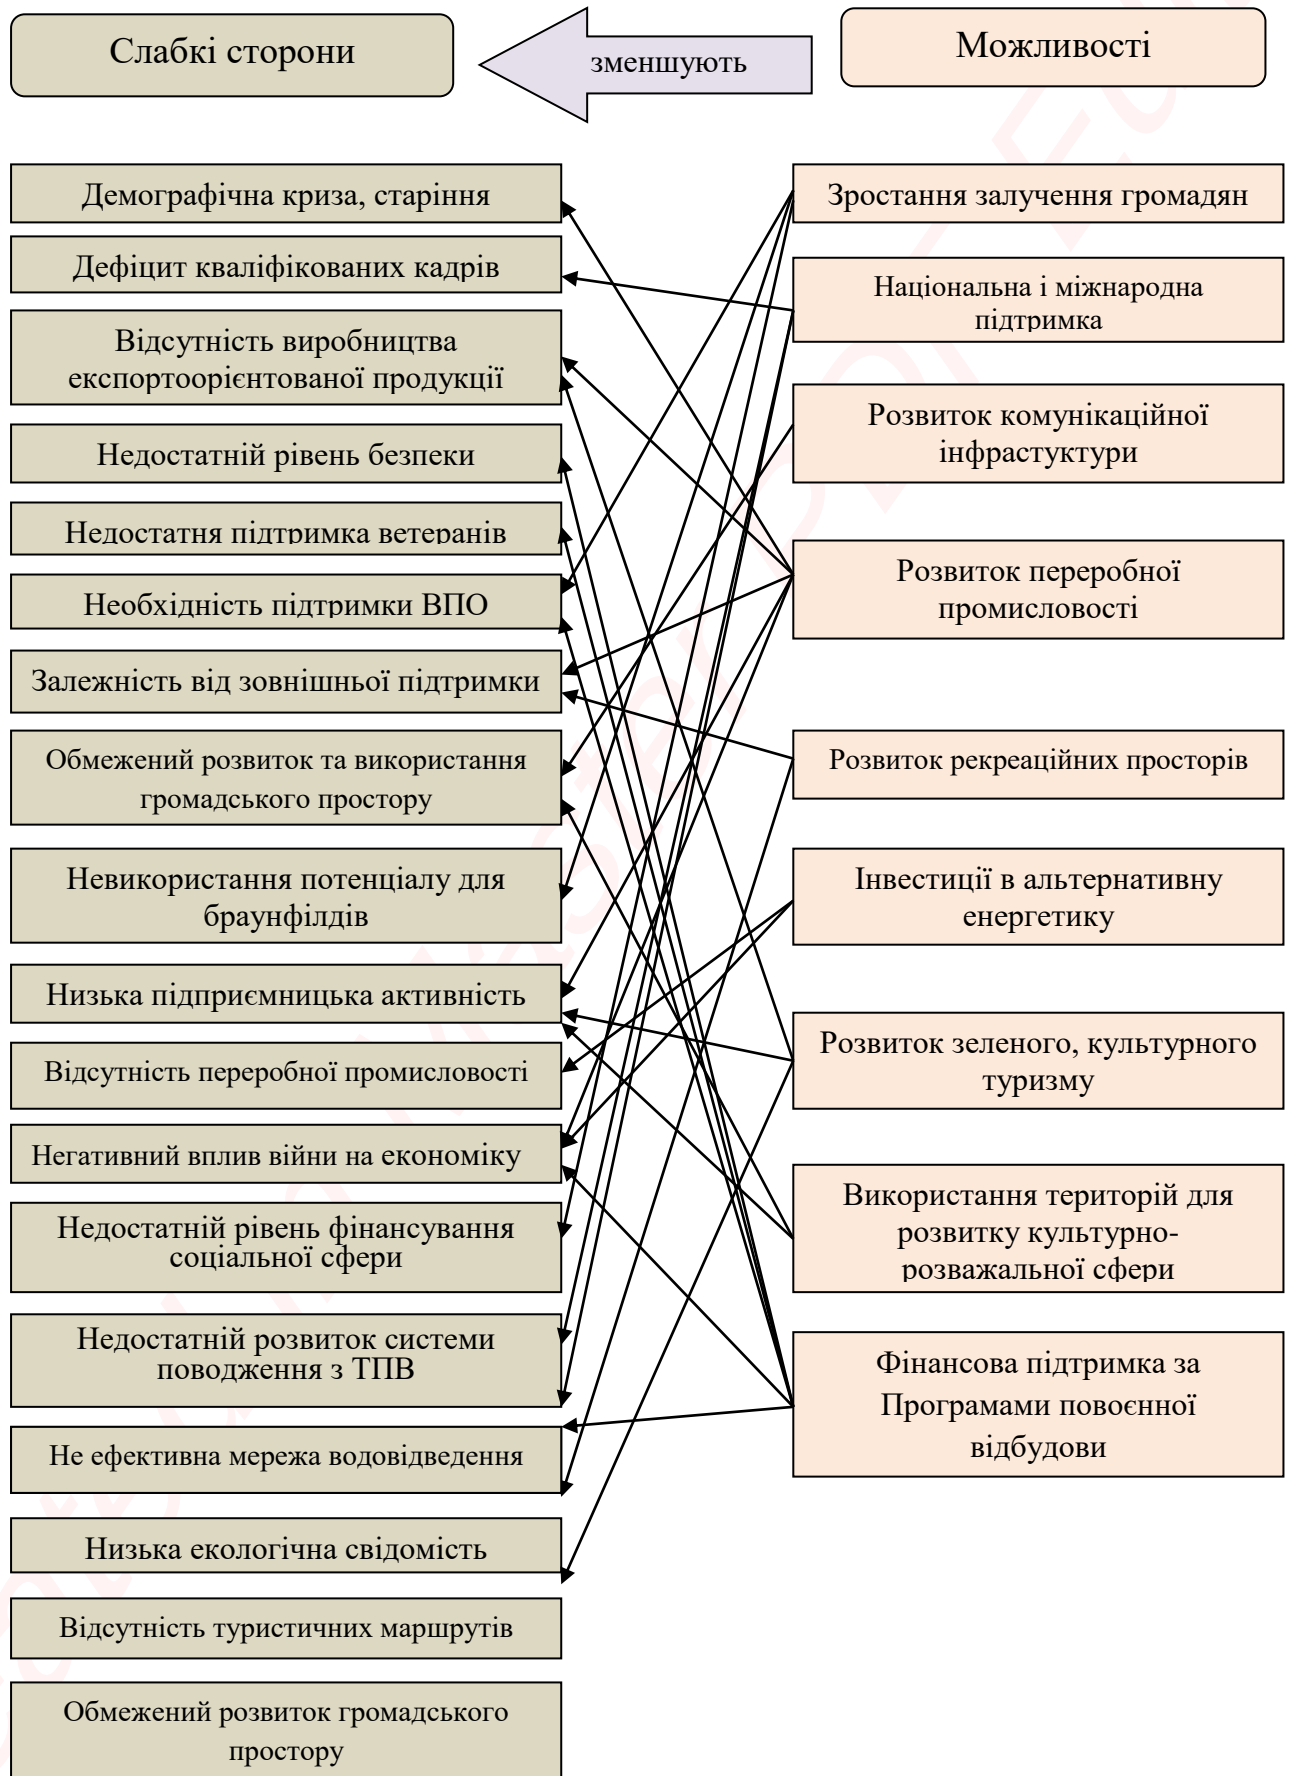 Слабкі сторони
зменшують
Можливості
Демографічна криза, старіння
Дефіцит кваліфікованих кадрів
Відсутність виробництва
експортоорієнтованої продукції
Недостатній рівень безпеки
Недостатня підтримка ветеранів
Необхідність підтримки ВПО
Залежність від зовнішньої підтримки
Обмежений розвиток та використання
громадського простору
Невикористання потенціалу для
браунфілдів
Низька підприємницька активність
Відсутність переробної промисловості
Негативний вплив війни на економіку
Недостатній рівень фінансування
соціальної сфери
Недостатній розвиток системи
поводження з ТПВ
Не ефективна мережа водовідведення
Низька екологічна свідомість
Відсутність туристичних маршрутів
Обмежений розвиток громадського
простору
Зростання залучення громадян
Національна і міжнародна
підтримка
Розвиток комунікаційної
інфрастуктури
Розвиток переробної
промисловості
Розвиток рекреаційних просторів
Інвестиції в альтернативну
енергетику
Розвиток зеленого, культурного
туризму
Використання територій для
розвитку культурно-
розважальної сфери
Фінансова підтримка за
Програмами повоєнної
відбудови